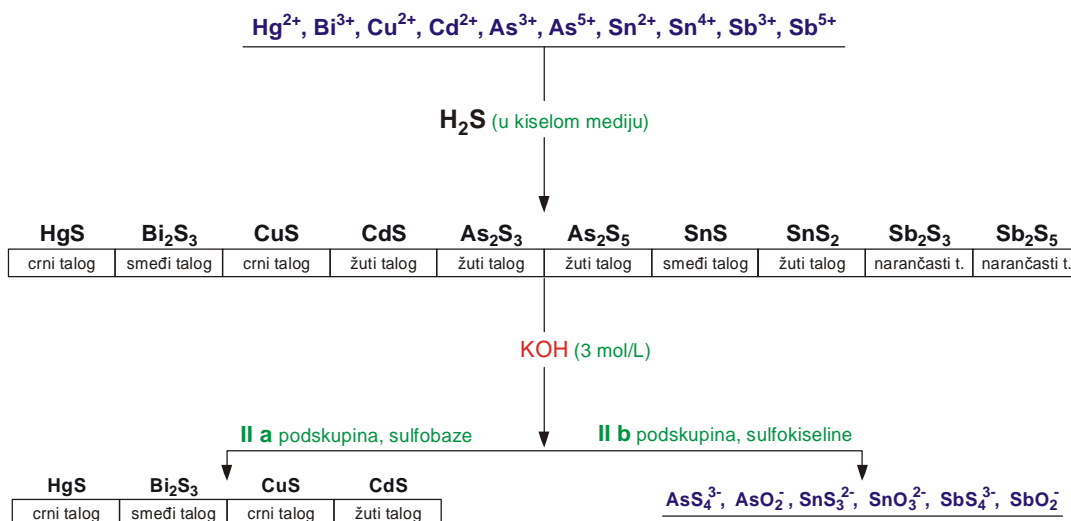 Hg²⁺, Bi³⁺, Cu²⁺, Cd²⁺, As³⁺, As⁵⁺, Sn²⁺, Sn⁴⁺, Sb³⁺, Sb⁵⁺
H₂S (u kiselom mediju)
HgS Bi₂S₃ CuS CdS As₂S₃ As₂S₅ SnS SnS₂ Sb₂S₃ Sb₂S₅
crni talog smeđi talog crni talog žuti talog žuti talog žuti talog smeđi talog žuti talog narančasti t. narančasti t.
KOH (3 mol/L)
II a podskupina, sulfobaze II b podskupina, sulfokiseline
HgS Bi₂S₃ CuS CdS
crni talog smeđi talog crni talog žuti talog
AsS₄³⁻, AsO₂⁻, SnS₃²⁻, SnO₃²⁻, SbS₄³⁻, SbO₂⁻